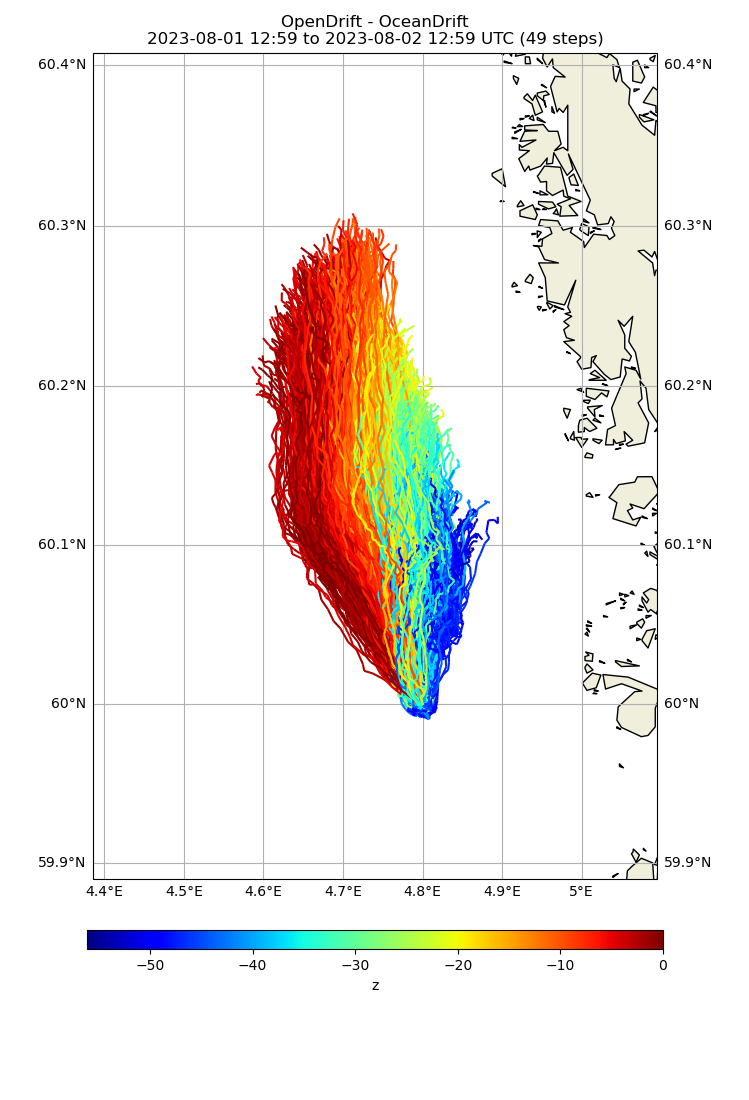 OpenDrift - OceanDrift
2023-08-01 12:59 to 2023-08-02 12:59 UTC (49 steps)
60.4°N 60.4°N
60.3°N 60.3°N
60.2°N 60.2°N
60.1°N 60.1°N
60°N 60°N
59.9°N 59.9°N
4.4°E 4.5°E 4.6°E 4.7°E 4.8°E 4.9°E 5°E
−50 −40 −30 −20 −10 0
z